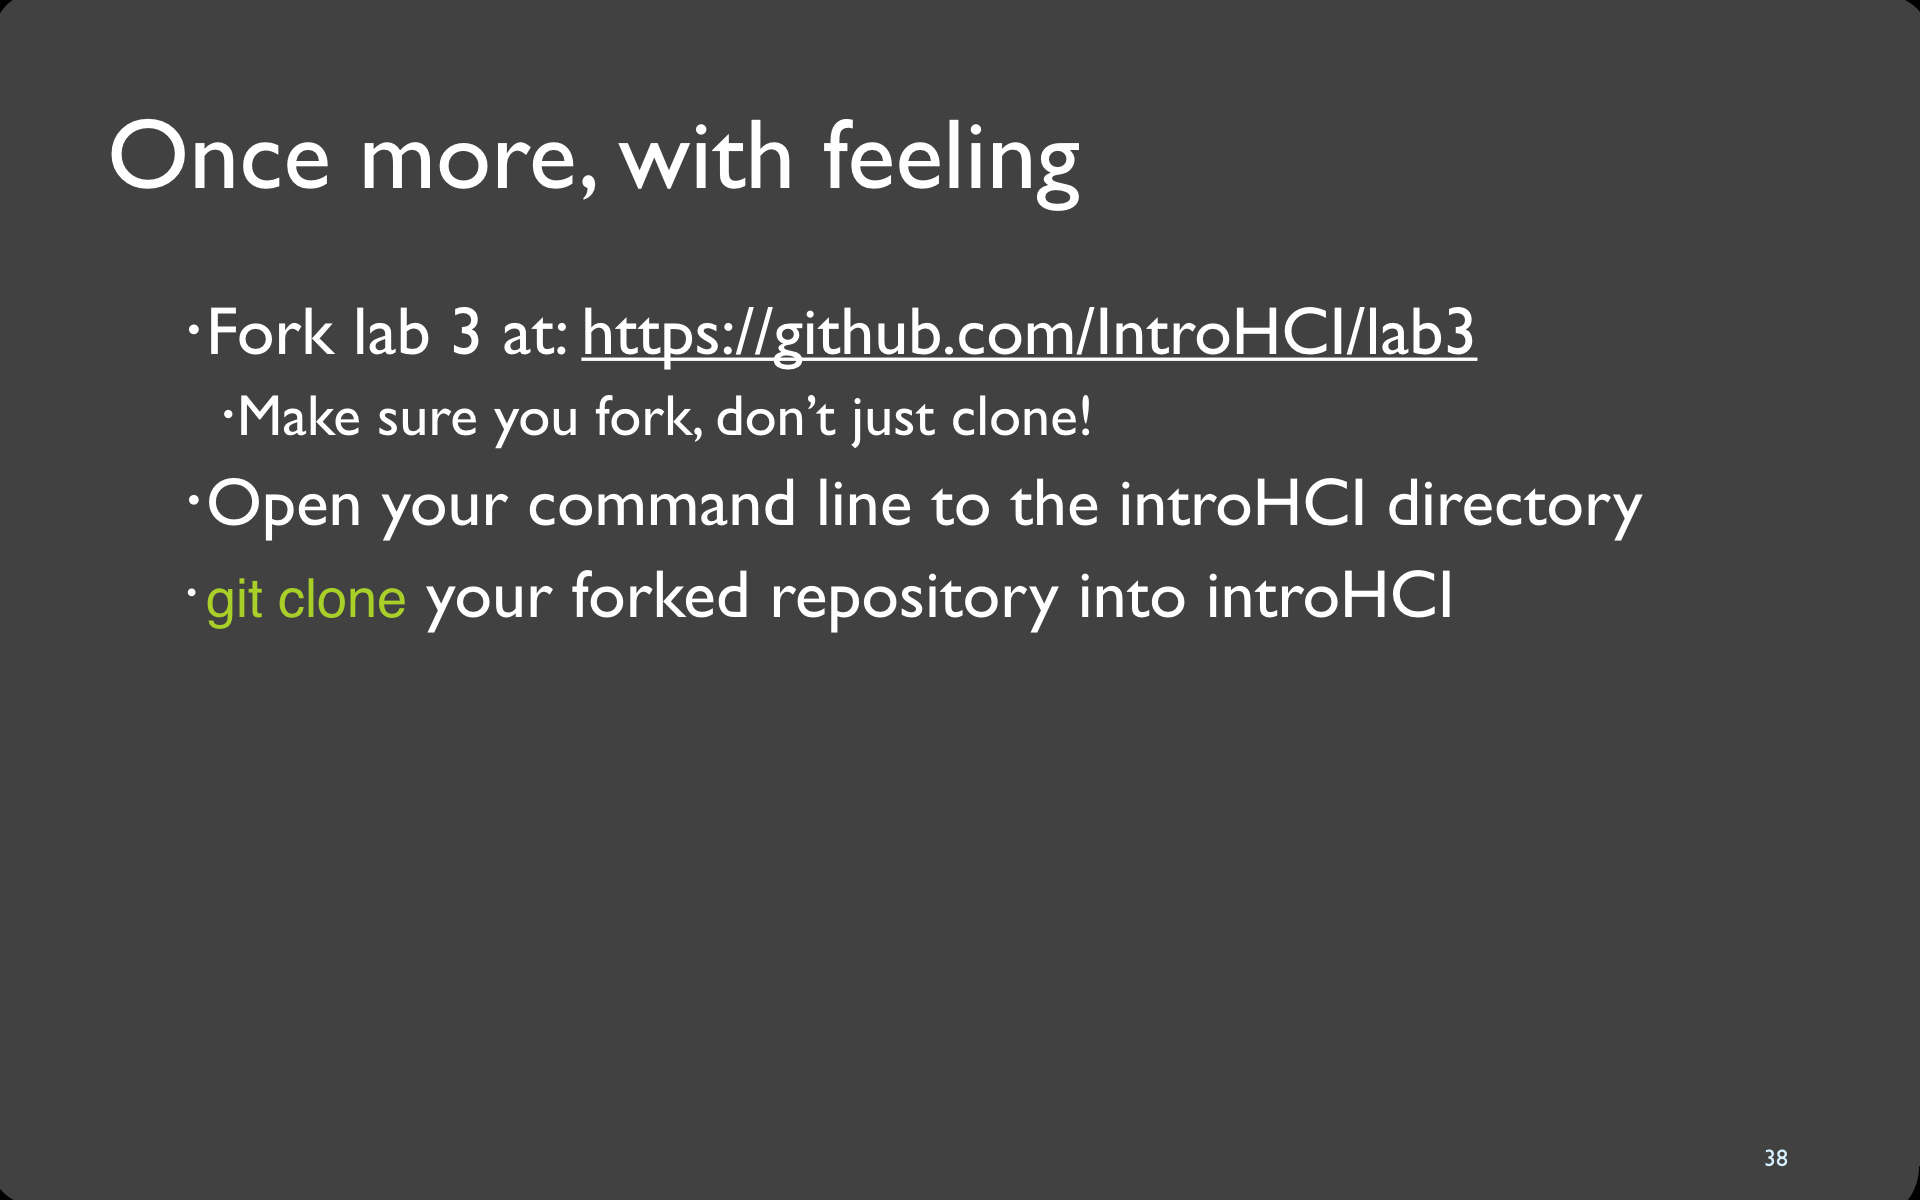 Once more, with feeling
•Fork lab 3 at: https://github.com/IntroHCI/lab3
•Make sure you fork, don’t just clone!
•Open your command line to the introHCI directory
•git clone your forked repository into introHCI
38